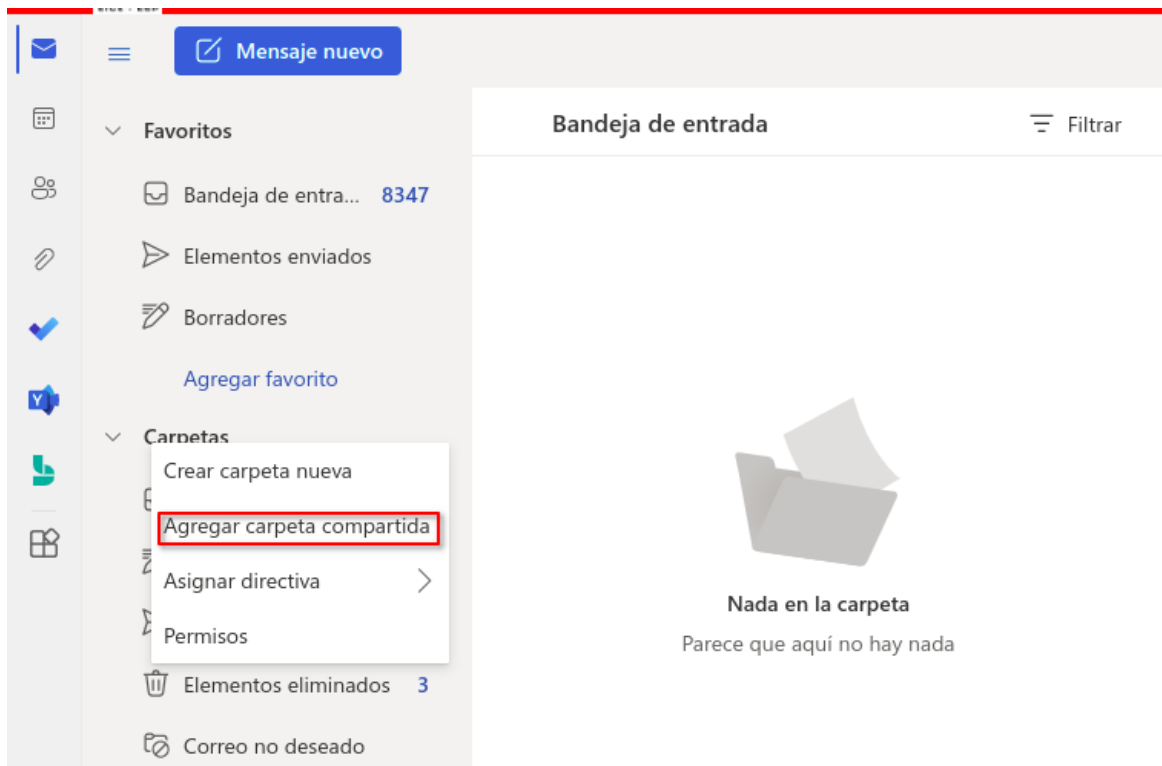 Mensaje nuevo
Favoritos
Bandeja de entrada
Filtrar
Bandeja de entra... 8347
Elementos enviados
Borradores
Agregar favorito
Carpetas
Crear carpeta nueva
Agregar carpeta compartida
Asignar directiva
Permisos
Nada en la carpeta
Parece que aquí no hay nada
Elementos eliminados 3
Correo no deseado